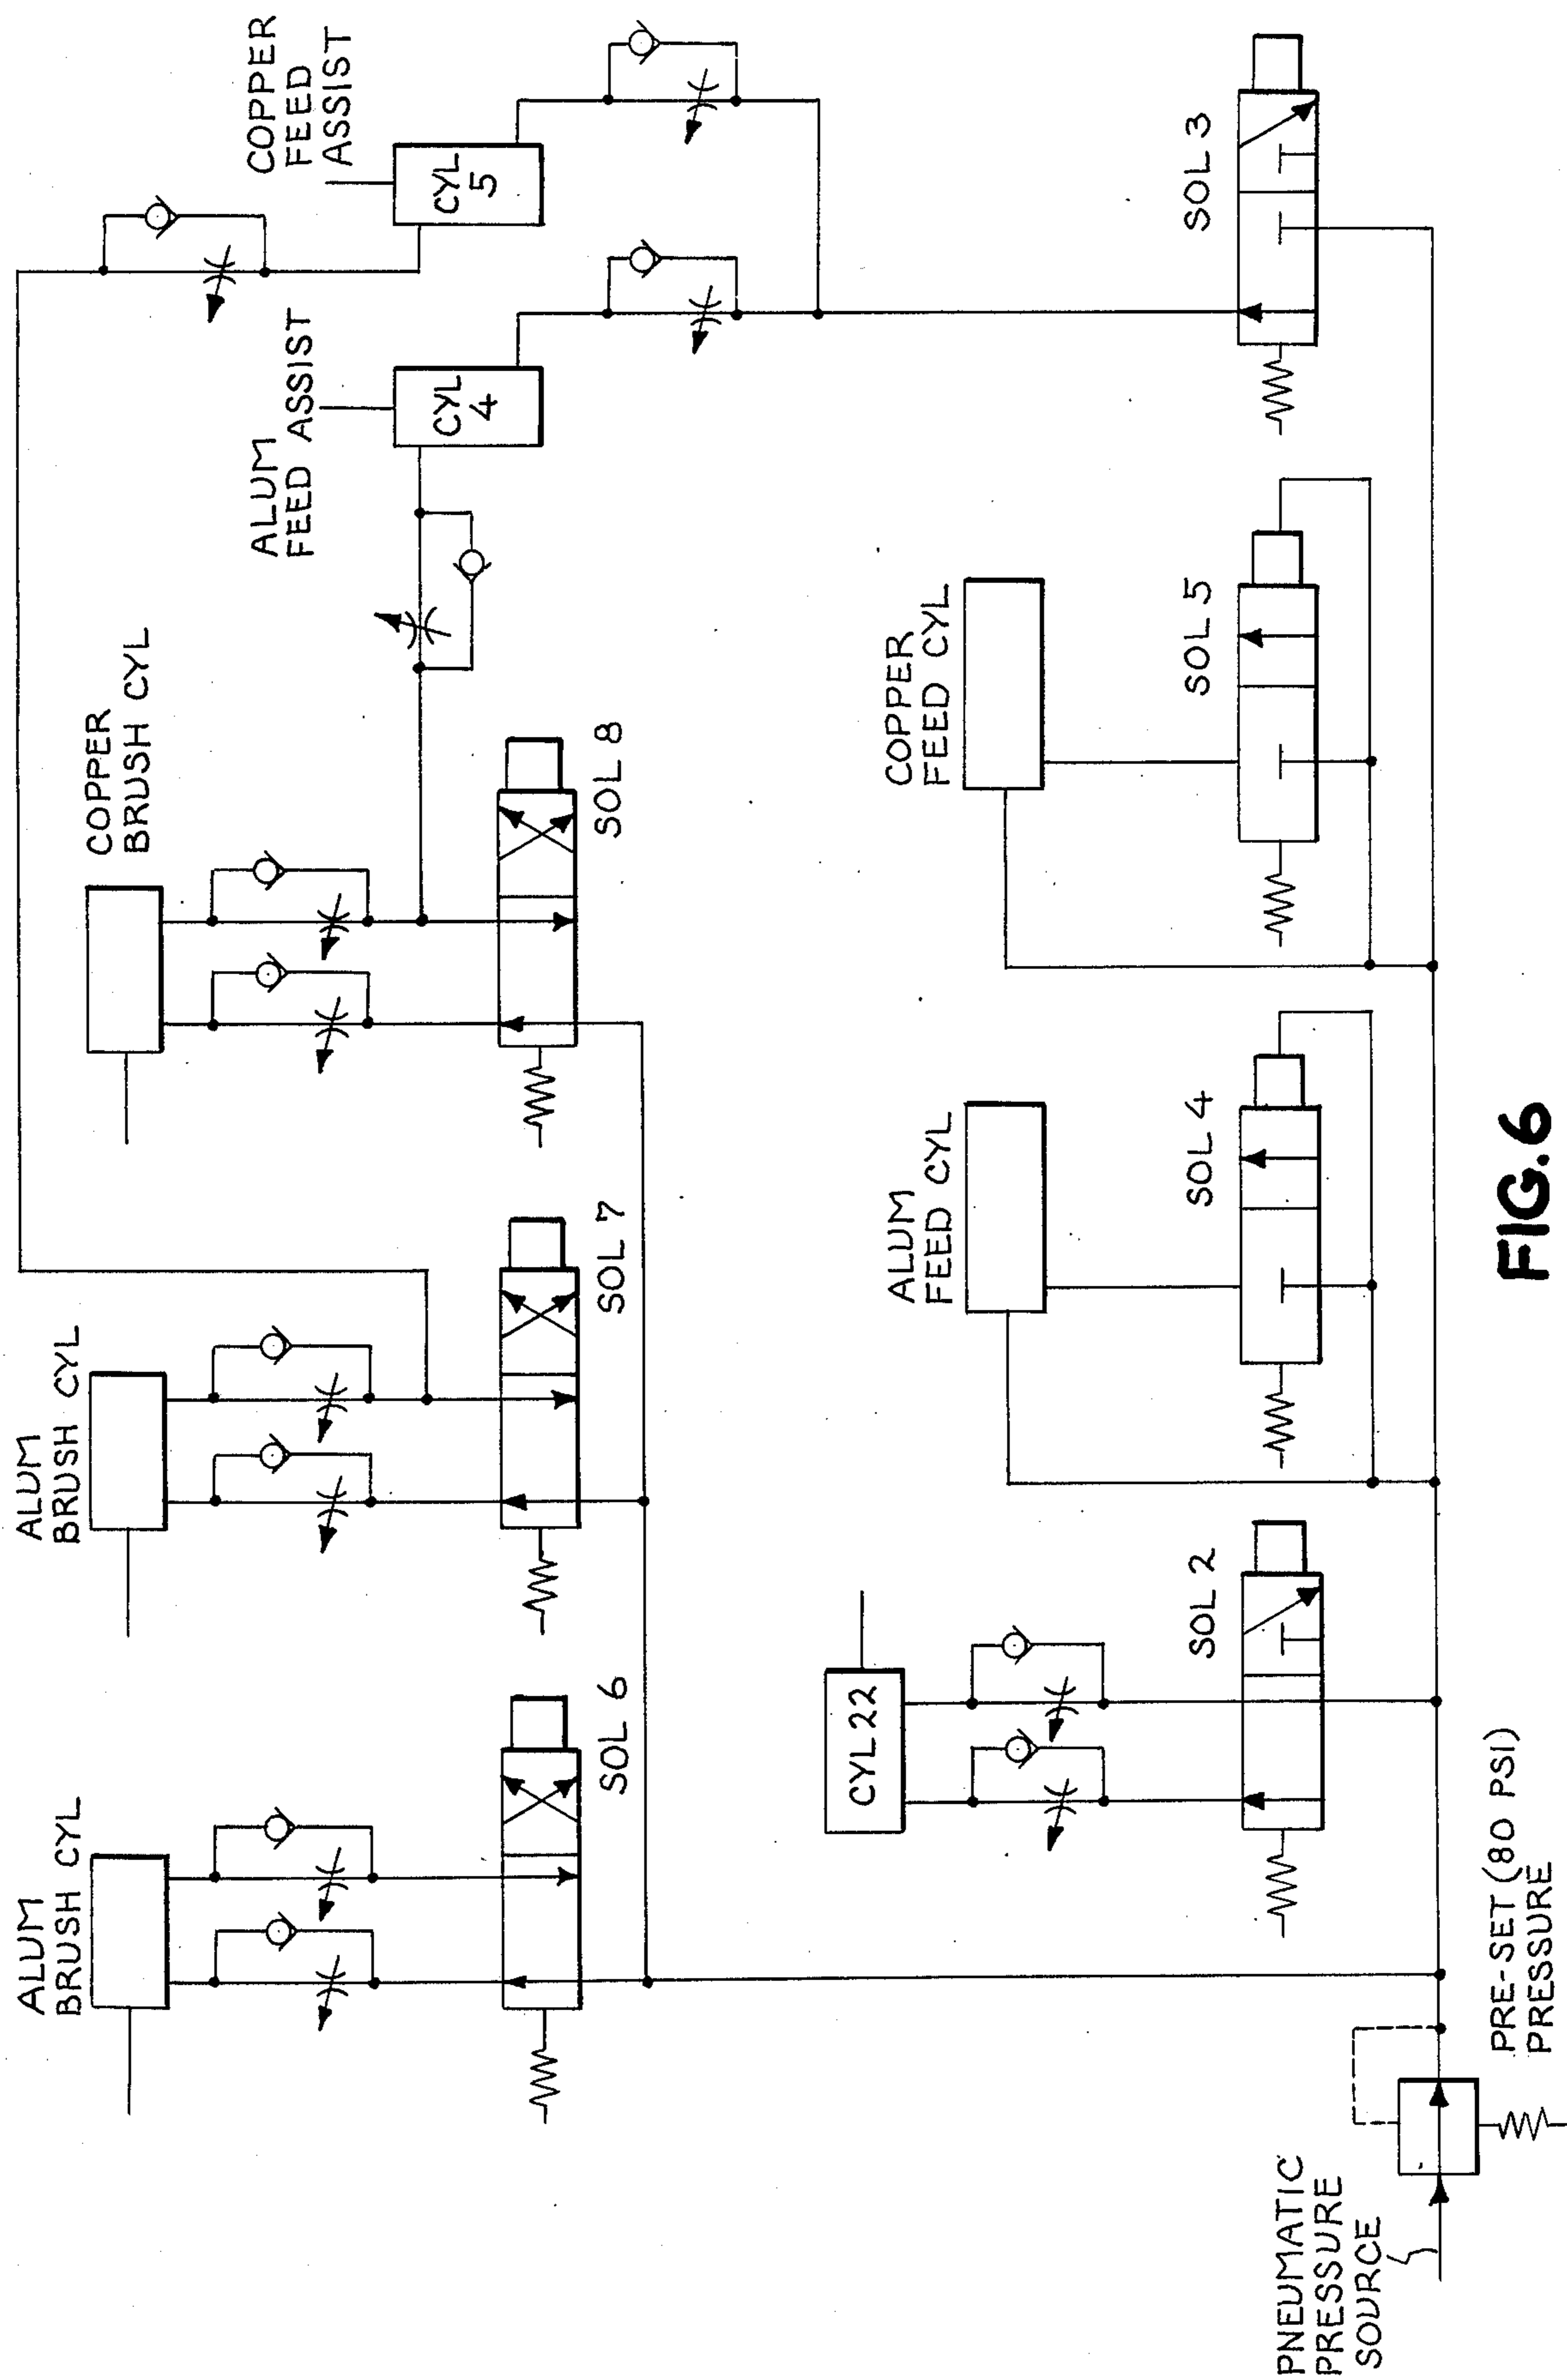 COPPER
FEED
ASSIST
CYL
5
ALUM
FEED ASSIST
CYL
4
SOL 3
COPPER
BRUSH CYL
SOL 8
COPPER
FEED CYL
SOL 5
ALUM
BRUSH CYL
SOL 7
ALUM
FEED CYL
SOL 4
ALUM
BRUSH CYL
SOL 6
CYL 22
SOL 2
PRE-SET (80 PSI)
PRESSURE
PNEUMATIC
PRESSURE
SOURCE
FIG. 6